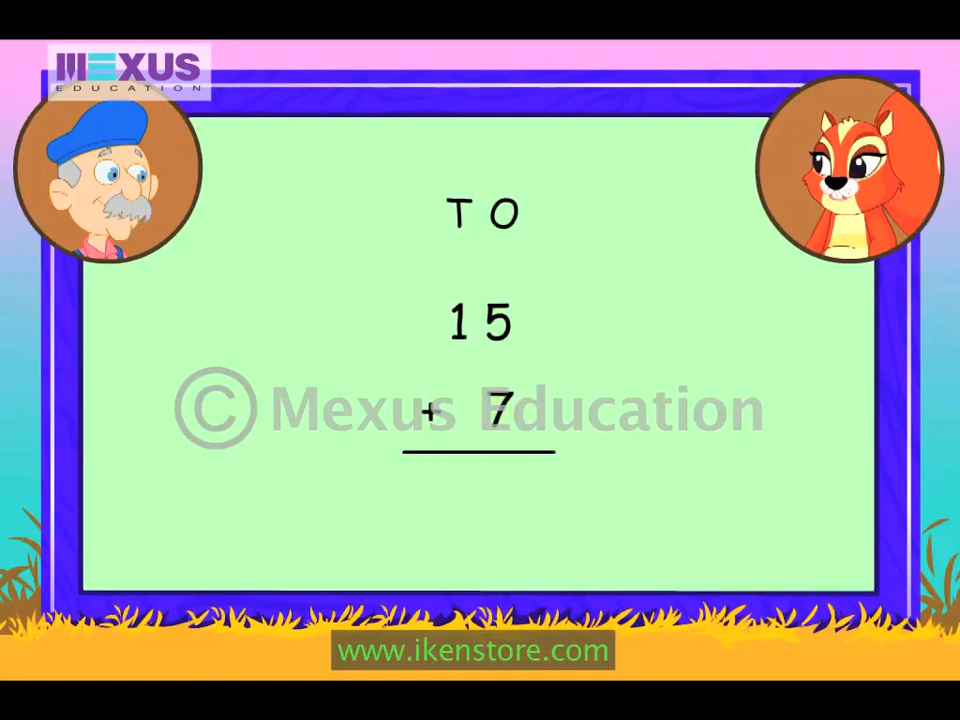 MEXUS
EDUCATION
T O
1 5
+ 7
© Mexus Education
www.ikenstore.com